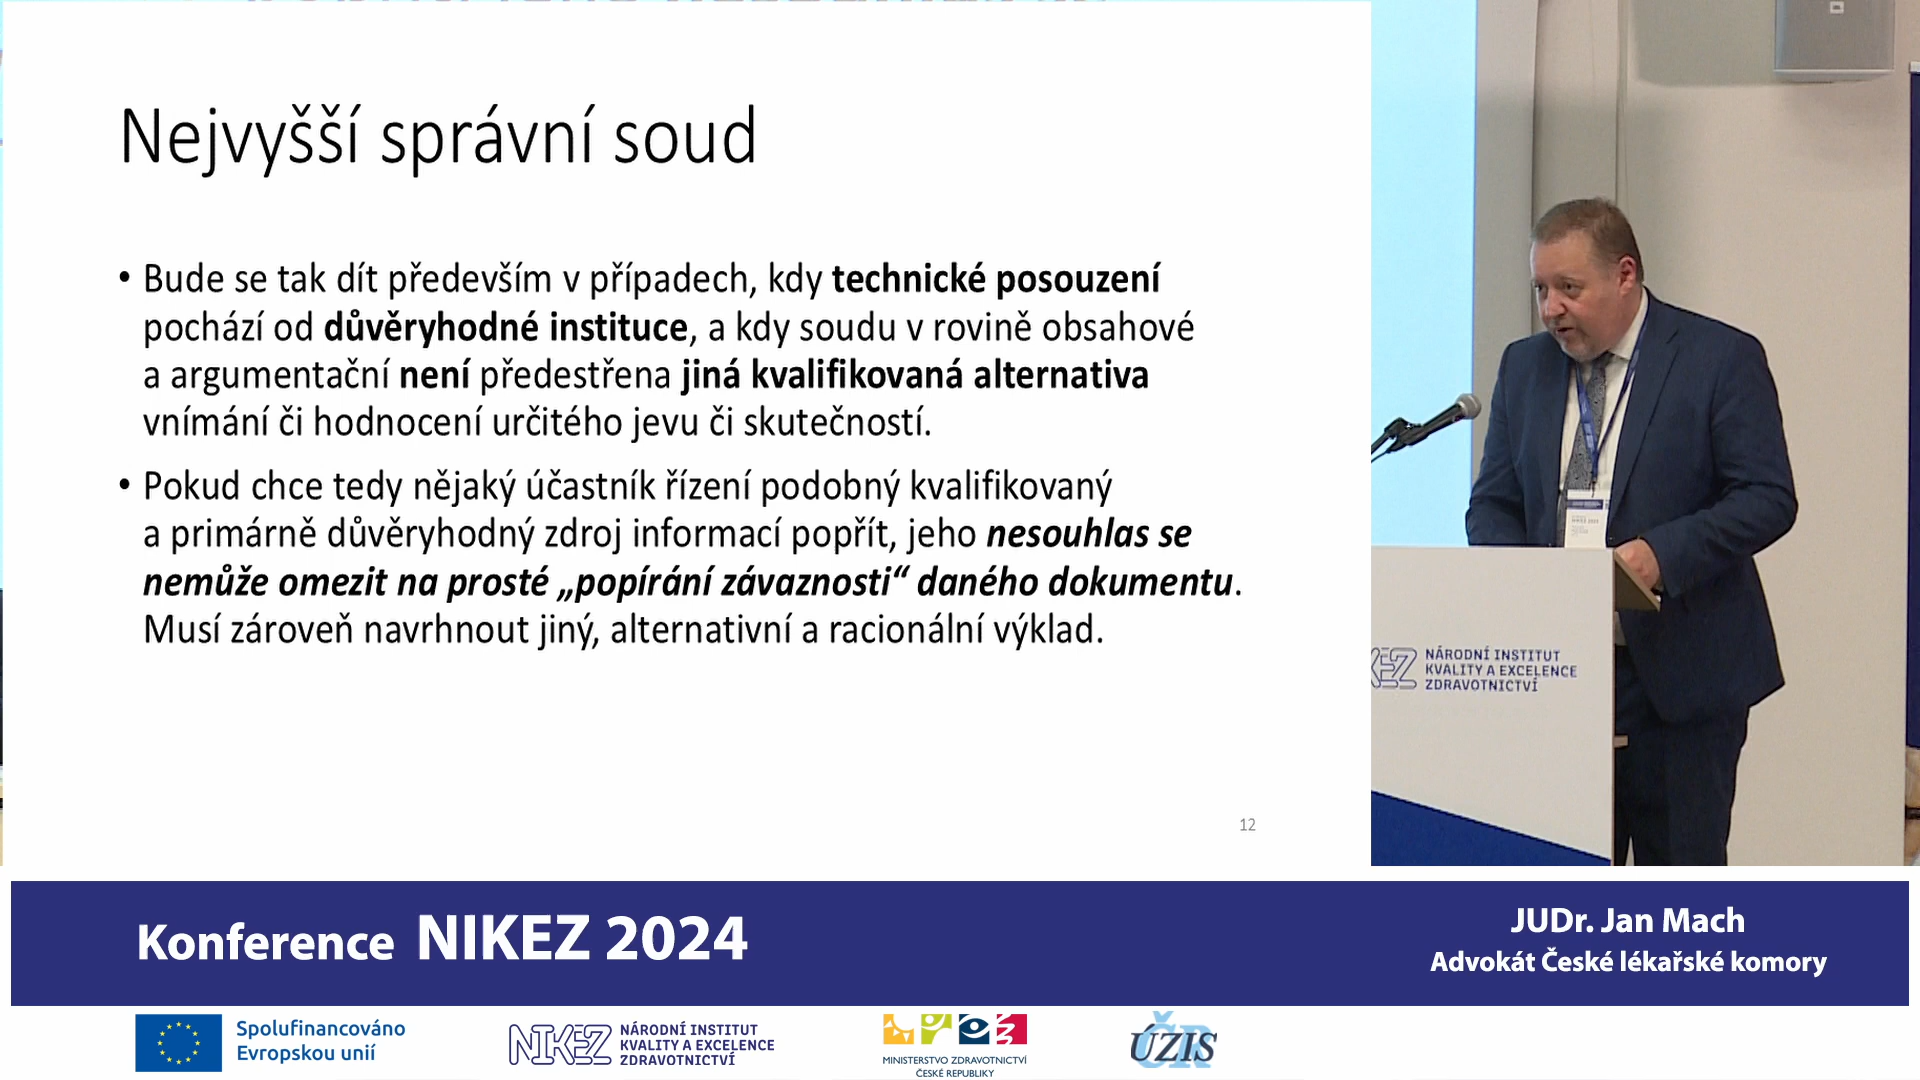 Nejvyšší správní soud
• Bude se tak dít především v případech, kdy technické posouzení
pochází od důvěryhodné instituce, a kdy soudu v rovině obsahové
a argumentační není předestřena jiná kvalifikovaná alternativa
vnímání či hodnocení určitého jevu či skutečností.
• Pokud chce tedy nějaký účastník řízení podobný kvalifikovaný
a primárně důvěryhodný zdroj informací popřít, jeho nesouhlas se
nemůže omezit na prosté „popírání závaznosti“ daného dokumentu.
Musí zároveň navrhnout jiný, alternativní a racionální výklad.
12
NÁRODNÍ INSTITUT
KVALITY A EXCELENCE
ZDRAVOTNICTVÍ
Konference NIKEZ 2024
JUDr. Jan Mach
Advokát České lékařské komory
Spolufinancováno
Evropskou unií
NIKEZ
NÁRODNÍ INSTITUT
KVALITY A EXCELENCE
ZDRAVOTNICTVÍ
MINISTERSTVO ZDRAVOTNICTVÍ
ČESKÉ REPUBLIKY
ÚZIS
ČR